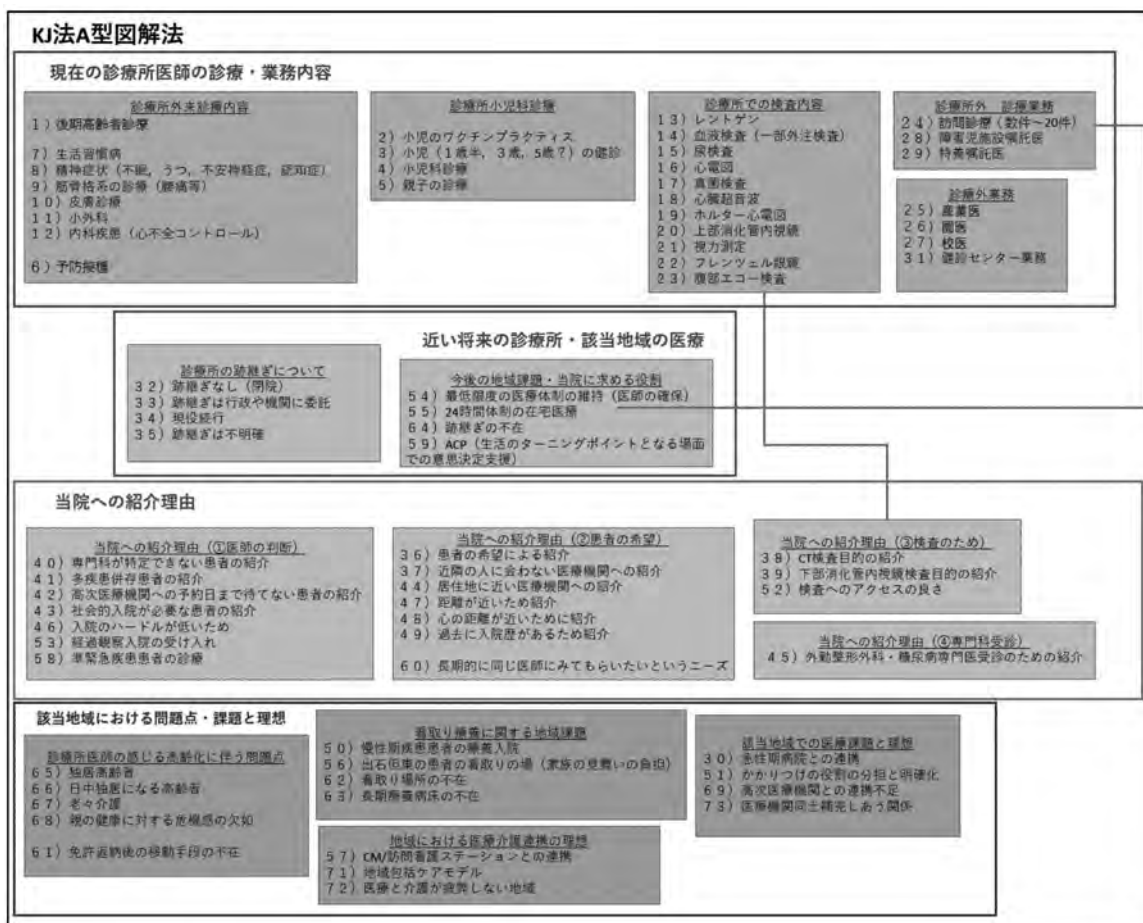 KJ法A型図解法
現在の診療所医師の診療・業務内容
診療所外来診療内容
1）後期高齢者診療
7）生活習慣病
8）精神症状（不眠，うつ，不安神経症，認知症）
9）筋骨格系の診療（腰痛等）
10）皮膚診療
11）小外科
12）内科疾患（心不全コントロール）
6）予防接種
診療所小児科診療
2）小児のワクチンプラクティス
3）小児（1歳半，3歳，5歳？）の健診
4）小児科診療
5）親子の診療
診療所での検査内容
13）レントゲン
14）血液検査（一部外注検査）
15）尿検査
16）心電図
17）真菌検査
18）心臓超音波
19）ホルター心電図
20）上部消化管内視鏡
21）視力測定
22）フレンツェル眼鏡
23）腹部エコー検査
診療所外　診療業務
24）訪問診療（数件～20件）
28）障害児施設嘱託医
29）特養嘱託医
診療外業務
25）産業医
26）園医
27）校医
31）健診センター業務
近い将来の診療所・該当地域の医療
診療所の跡継ぎについて
32）跡継ぎなし（閉院）
33）跡継ぎは行政や機関に委託
34）現役続行
35）跡継ぎは不明確
今後の地域課題・当院に求める役割
54）最低限度の医療体制の維持（医師の確保）
55）24時間体制の在宅医療
64）跡継ぎの不在
59）ACP（生活のターニングポイントとなる場面
での意思決定支援）
当院への紹介理由
当院への紹介理由（①医師の判断）
40）専門科が特定できない患者の紹介
41）多疾患併存患者の紹介
42）高次医療機関への予約日まで待てない患者の紹介
43）社会的入院が必要な患者の紹介
46）入院のハードルが低いため
53）経過観察入院の受け入れ
58）準緊急疾患患者の診療
当院への紹介理由（②患者の希望）
36）患者の希望による紹介
37）近隣の人に会わない医療機関への紹介
44）居住地に近い医療機関への紹介
47）距離が近いため紹介
48）心の距離が近いために紹介
49）過去に入院歴があるため紹介
60）長期的に同じ医師にみてもらいたいというニーズ
当院への紹介理由（③検査のため）
38）CT検査目的の紹介
39）下部消化管内視鏡検査目的の紹介
52）検査へのアクセスの良さ
当院への紹介理由（④専門科受診）
45）外勤整形外科・糖尿病専門医受診のための紹介
該当地域における問題点・課題と理想
診療所医師の感じる高齢化に伴う問題点
65）独居高齢者
66）日中独居になる高齢者
67）老々介護
68）親の健康に対する危機感の欠如
61）免許返納後の移動手段の不在
看取り療養に関する地域課題
50）慢性期疾患患者の療養入院
56）出石但東の患者の看取りの場（家族の見舞いの負担）
62）看取り場所の不在
63）長期療養病床の不在
地域における医療介護連携の理想
57）CM/訪問看護ステーションとの連携
71）地域包括ケアモデル
72）医療と介護が疲弊しない地域
該当地域での医療課題と理想
30）急性期病院との連携
51）かかりつけの役割の分担と明確化
69）高次医療機関との連携不足
73）医療機関同士補完しあう関係